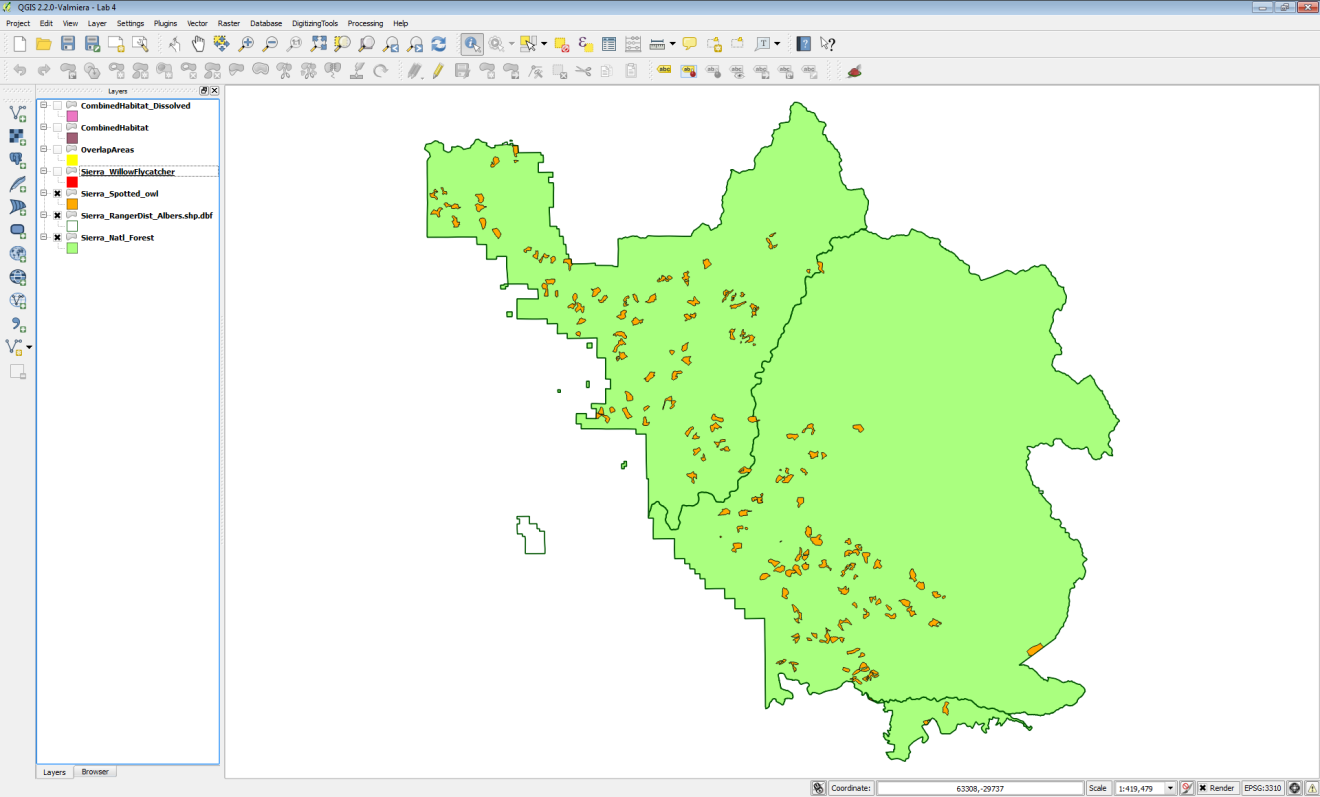 QGIS 2.2.0-Valmiera - Lab 4
Project Edit View Layer Settings Plugins Vector Raster Database DigitizingTools Processing Help
Layers
CombinedHabitat_Dissolved
CombinedHabitat
OverlapAreas
Sierra_WillowFlycatcher
Sierra_Spotted_owl
Sierra_RangerDist_Albers.shp.dbf
Sierra_Natl_Forest
Layers Browser
Coordinate: 63308,-29737 Scale 1:419,479 Render EPSG:3310